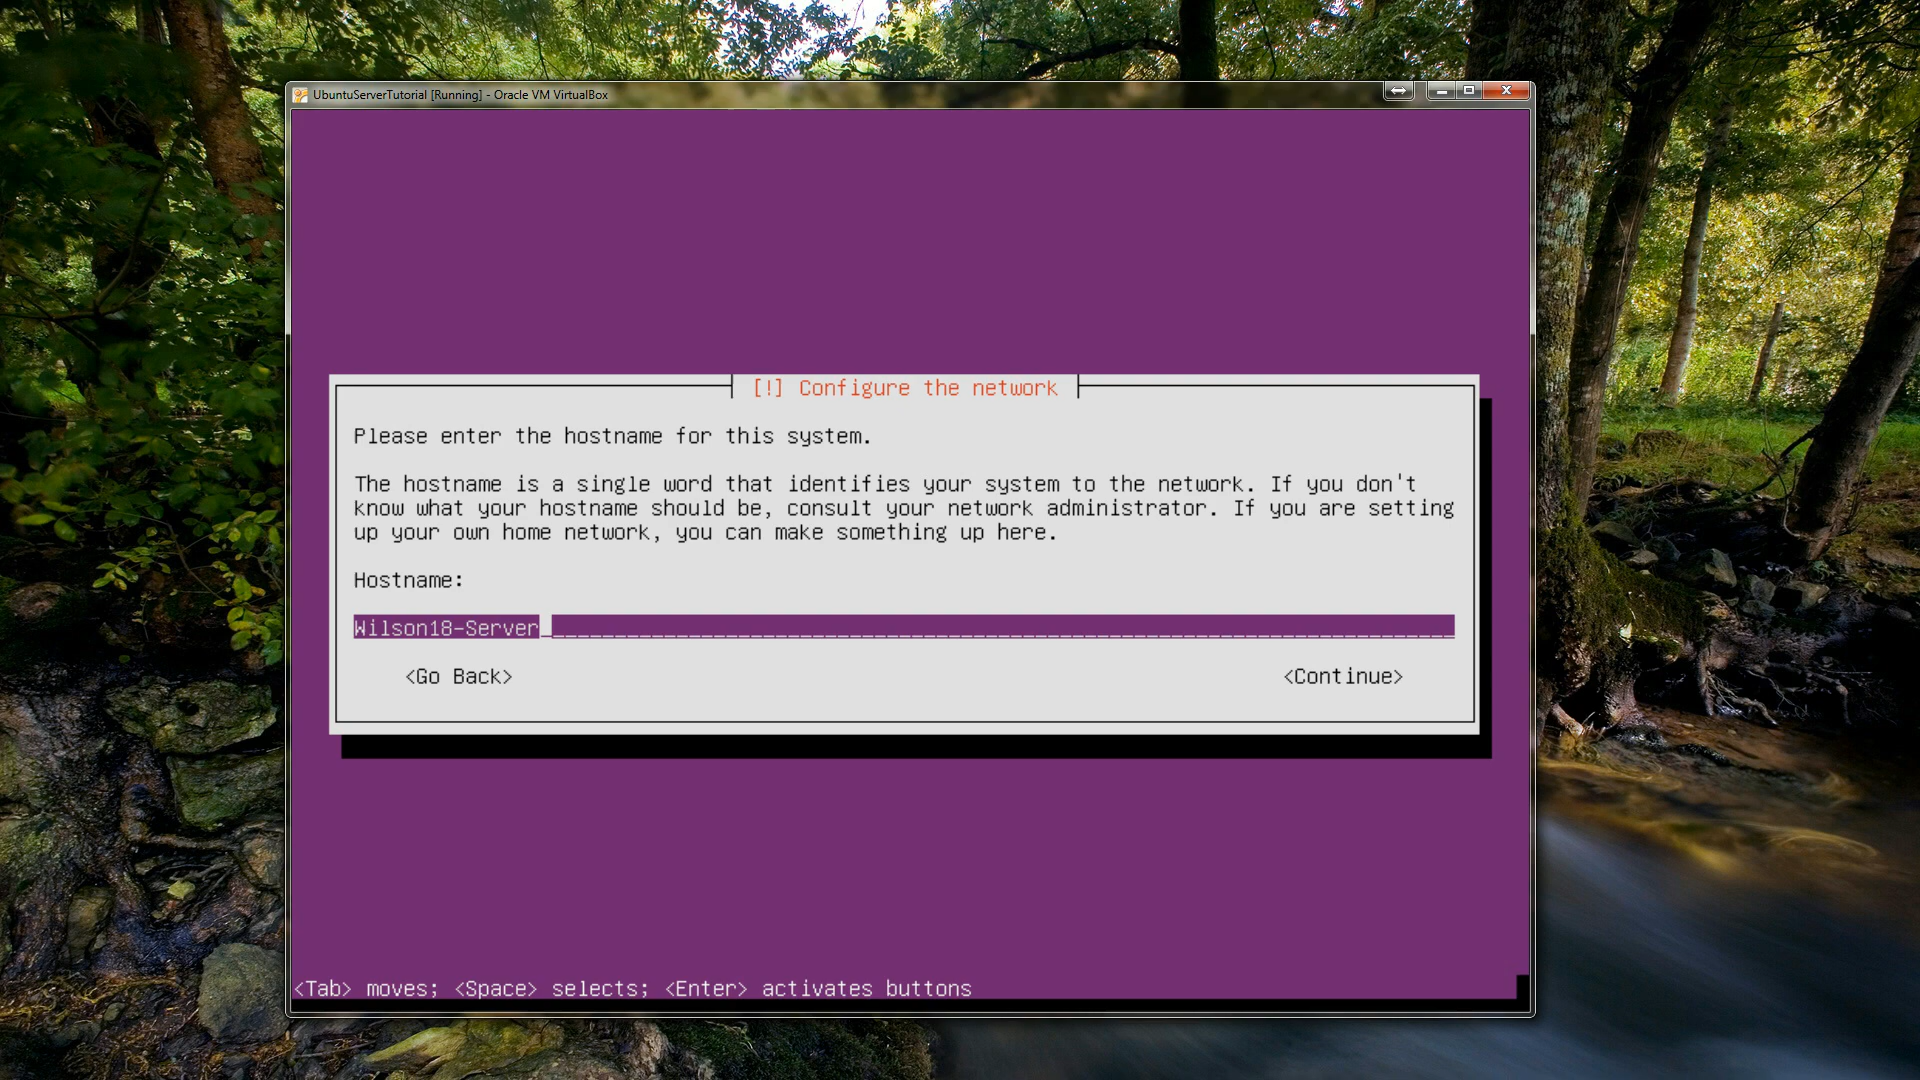 UbuntuServerTutorial [Running] - Oracle VM VirtualBox
[!] Configure the network
Please enter the hostname for this system.
The hostname is a single word that identifies your system to the network. If you don't
know what your hostname should be, consult your network administrator. If you are setting
up your own home network, you can make something up here.
Hostname:
Wilson18-Server
<Go Back> <Continue>
<Tab> moves; <Space> selects; <Enter> activates buttons